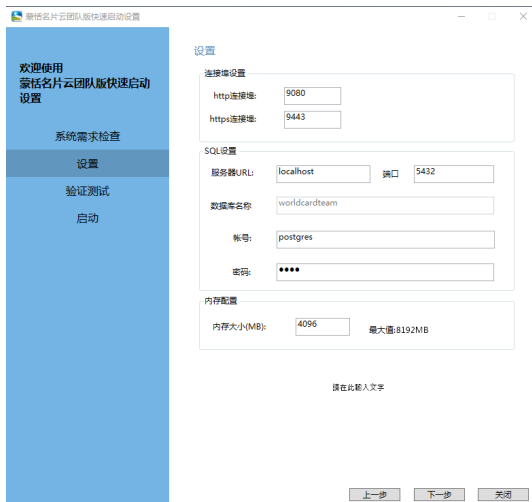 蒙恬名片云团队版快速启动设置
欢迎使用
蒙恬名片云团队版快速启动
设置
系统需求检查
设置
验证测试
启动
设置
连接埠设置
http连接埠: 9080
https连接埠: 9443
SQL设置
服务器URL: localhost 端口 5432
数据库名称 worldcardteam
帐号: postgres
密码: ●●●●
内存配置
内存大小(MB): 4096 最大值:8192MB
請在此輸入文字
上一步 下一步 关闭